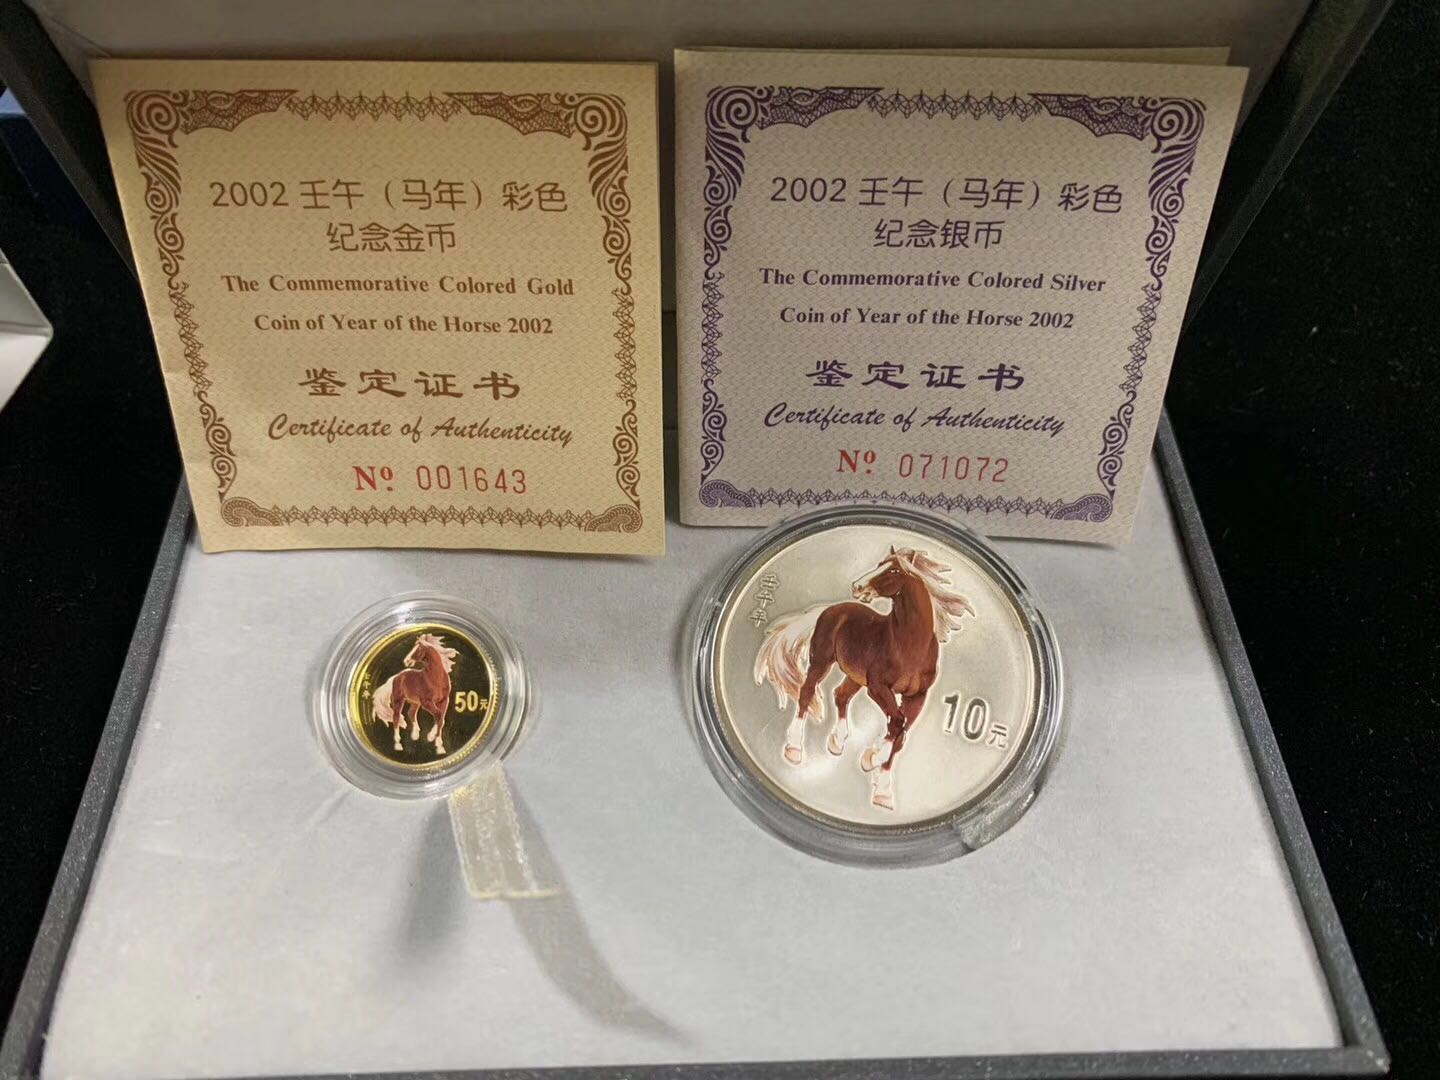 2002 壬午（马年）彩色
纪念金币
The Commemorative Colored Gold
Coin of Year of the Horse 2002
鉴定证书
Certificate of Authenticity
Nº 001643
2002 壬午（马年）彩色
纪念银币
The Commemorative Colored Silver
Coin of Year of the Horse 2002
鉴定证书
Certificate of Authenticity
Nº 071072
壬午年
50元
壬午年
10元